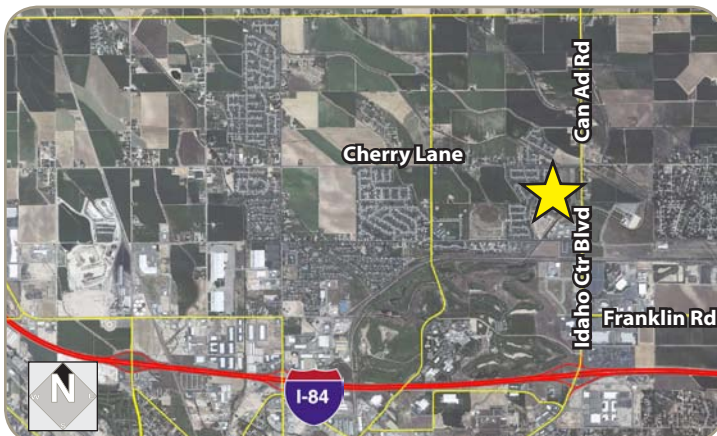 Can Ad Rd
Cherry Lane
Idaho Ctr Blvd
Franklin Rd
I-84
N
W
E
S